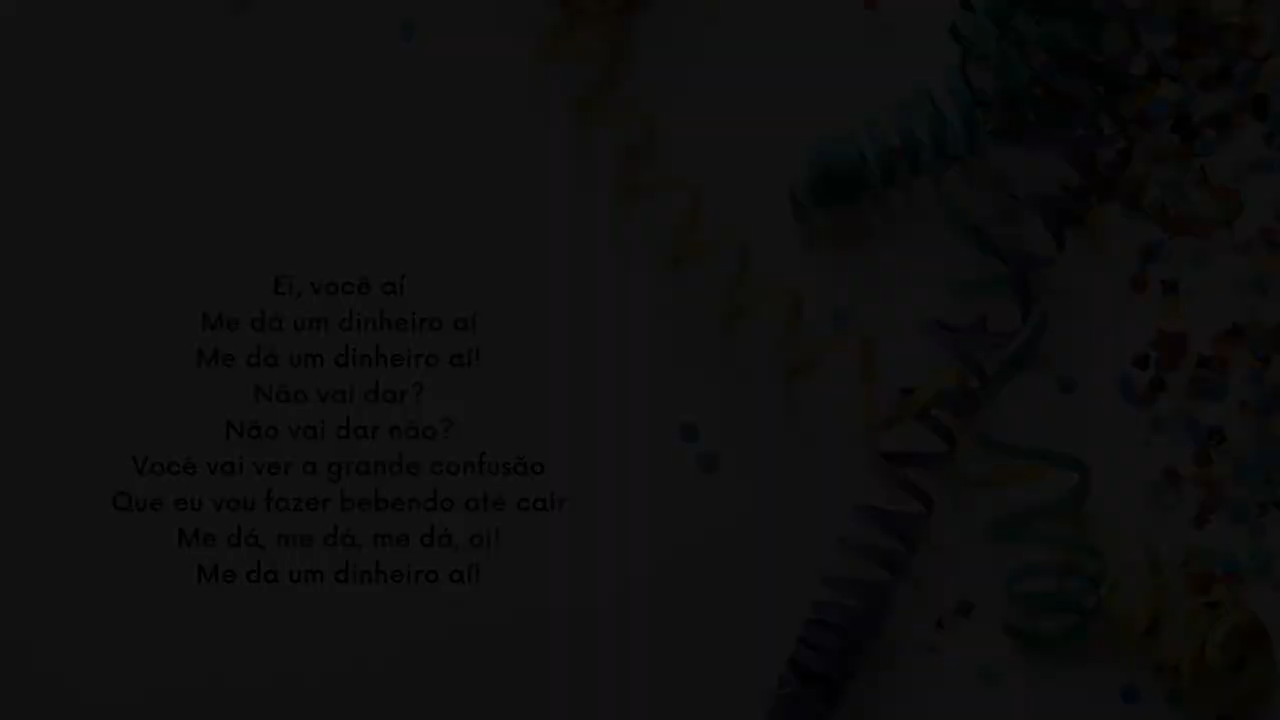 Ei, você aí
Me dá um dinheiro aí
Me dá um dinheiro aí!
Não vai dar?
Não vai dar não?
Você vai ver a grande confusão
Que eu vou fazer bebendo até cair
Me dá, me dá, me dá, oi!
Me da um dinheiro aí!